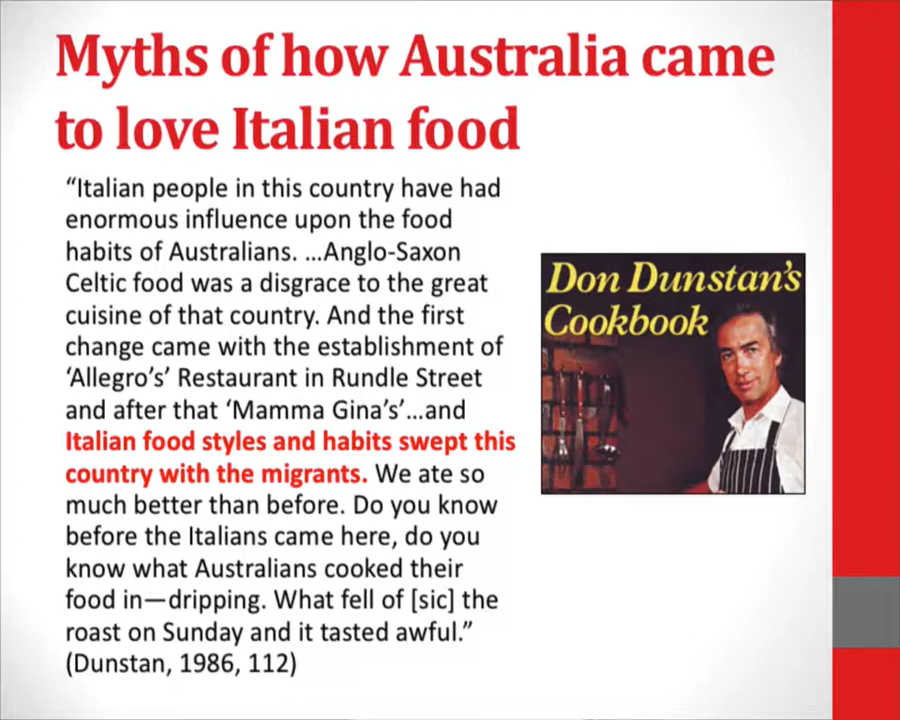 Myths of how Australia came
to love Italian food
“Italian people in this country have had
enormous influence upon the food
habits of Australians. ...Anglo-Saxon
Celtic food was a disgrace to the great
cuisine of that country. And the first
change came with the establishment of
‘Allegro’s’ Restaurant in Rundle Street
and after that ‘Mamma Gina’s’...and
Italian food styles and habits swept this
country with the migrants. We ate so
much better than before. Do you know
before the Italians came here, do you
know what Australians cooked their
food in—dripping. What fell of [sic] the
roast on Sunday and it tasted awful.”
(Dunstan, 1986, 112)
Don Dunstan's
Cookbook